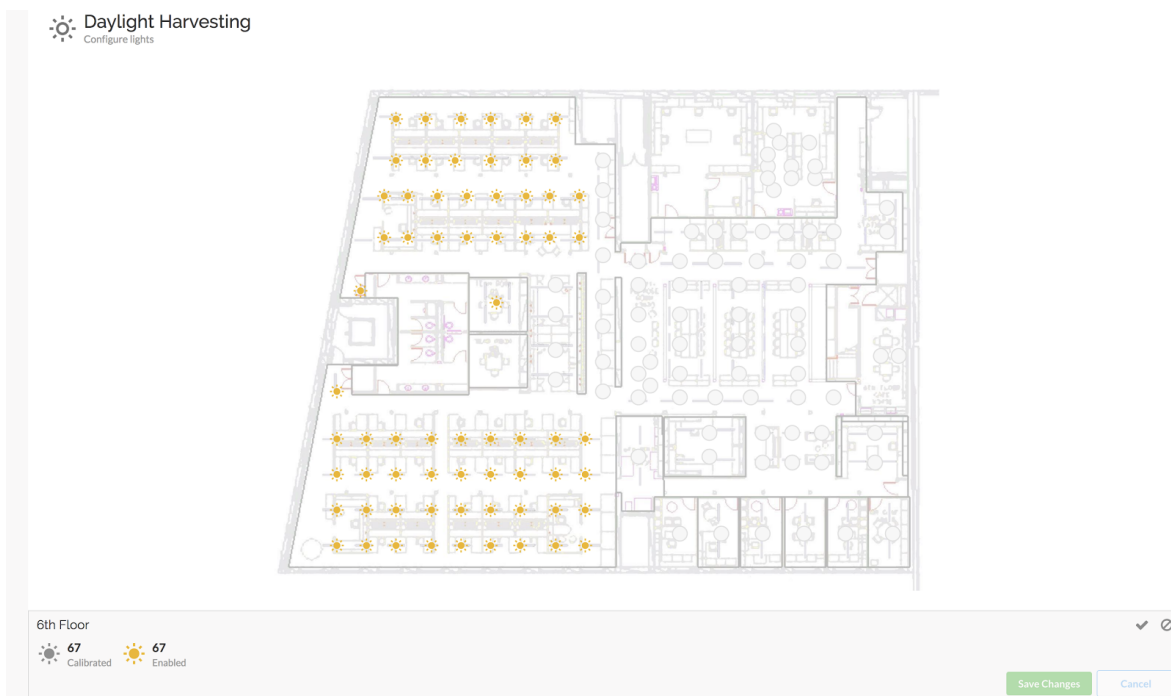 Daylight Harvesting
Configure lights
6th Floor
67
Calibrated
67
Enabled
Save Changes
Cancel